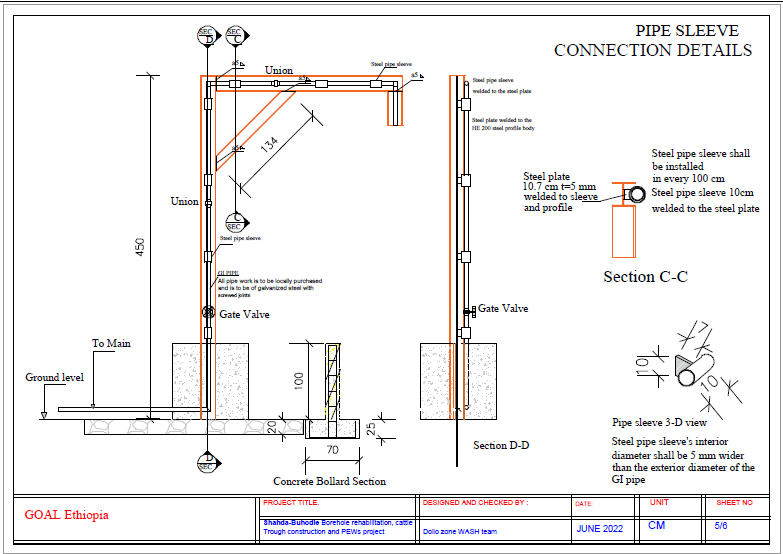 PIPE SLEEVE
CONNECTION DETAILS
SEC
D
SEC
C
a5
Union
a5
Steel pipe sleeve
a5
Steel pipe sleeve
welded to the steel plate
Steel plate welded to the
HE 200 steel profile body
134
a5
Steel plate
10.7 cm t=5 mm
welded to sleeve
and profile
Steel pipe sleeve shall
be installed
in every 100 cm
Steel pipe sleeve 10cm
welded to the steel plate
Section C-C
Union
C
SEC
Steel pipe sleeve
450
GI PIPE
All pipe work is to be locally purchased
and is to be of galvanized steel with
screwed joints
Gate Valve
Gate Valve
To Main
Ground level
100
20
25
70
Concrete Bollard Section
D
SEC
Section D-D
10
10
Pipe sleeve 3-D view
Steel pipe sleeve's interior
diameter shall be 5 mm wider
than the exterior diameter of the
GI pipe
GOAL Ethiopia
PROJECT TITLE.
Shahda-Buhodle Borehole rehabilitation, cattle
Trough construction and PEWs project
DESIGNED AND CHECKED BY :
Dollo zone WASH team
DATE:
JUNE 2022
UNIT
CM
SHEET NO
5/6